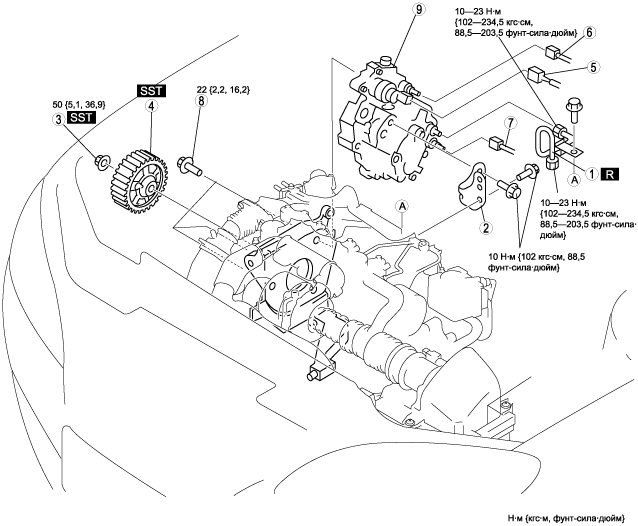 9
10—23 Н·м
{102—234,5 кгс·см,
88,5—203,5 фунт-сила·дюйм}
6
5
SST
4
50 {5,1, 36,9}
3 SST
22 {2,2, 16,2}
8
7
1 R
A
A
2
10—23 Н·м
{102—234,5 кгс·см,
88,5—203,5 фунт-сила·
дюйм}
10 Н·м {102 кгс·см, 88,5
фунт-сила·дюйм}
Н·м {кгс·м, фунт-сила·дюйм}